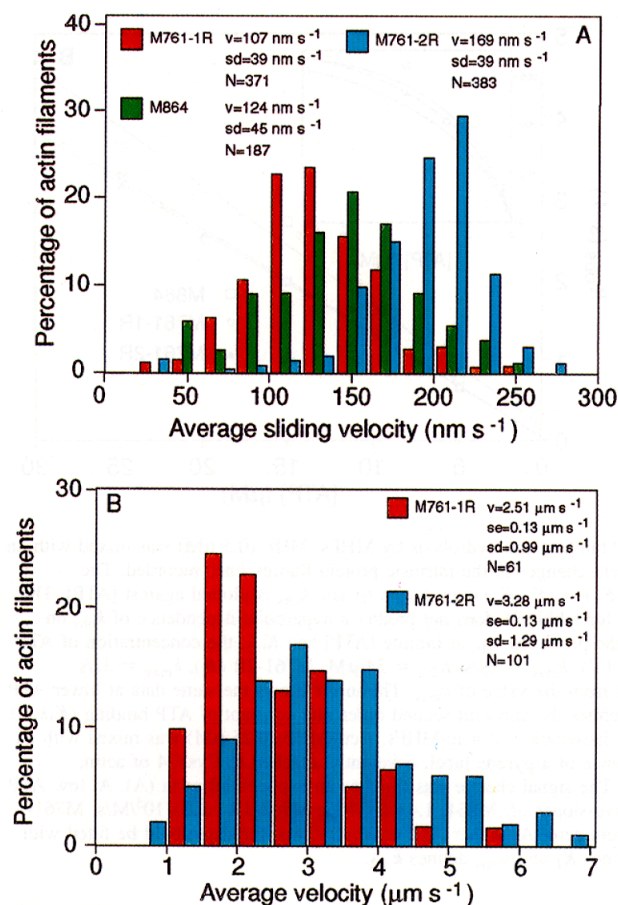 A
M761-1R v=107 nm s⁻¹
sd=39 nm s⁻¹
N=371
M761-2R v=169 nm s⁻¹
sd=39 nm s⁻¹
N=383
M864 v=124 nm s⁻¹
sd=45 nm s⁻¹
N=187
Percentage of actin filaments
40
30
20
10
0
0 50 100 150 200 250 300
Average sliding velocity (nm s⁻¹)
B
M761-1R v=2.51 µm s⁻¹
se=0.13 µm s⁻¹
sd=0.99 µm s⁻¹
N=61
M761-2R v=3.28 µm s⁻¹
se=0.13 µm s⁻¹
sd=1.29 µm s⁻¹
N=101
Percentage of actin filaments
30
20
10
0
0 1 2 3 4 5 6 7
Average velocity (µm s⁻¹)